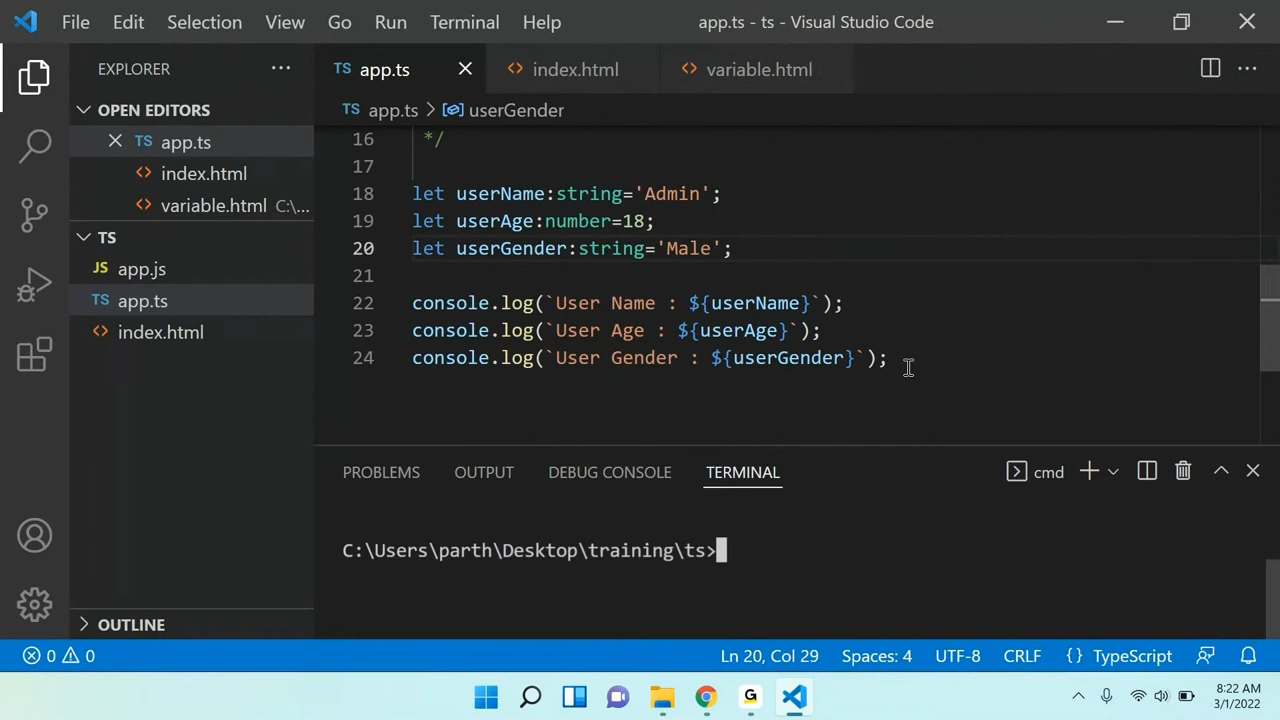 File Edit Selection View Go Run Terminal Help app.ts - ts - Visual Studio Code
EXPLORER
OPEN EDITORS
TS app.ts
index.html
variable.html C:\...
TS
JS app.js
TS app.ts
index.html
OUTLINE
TS app.ts index.html variable.html
TS app.ts > userGender
16 */
17
18 let userName:string='Admin';
19 let userAge:number=18;
20 let userGender:string='Male';
21
22 console.log(`User Name : ${userName}`);
23 console.log(`User Age : ${userAge}`);
24 console.log(`User Gender : ${userGender}`);
PROBLEMS OUTPUT DEBUG CONSOLE TERMINAL cmd
C:\Users\parth\Desktop\training\ts>
0 0 Ln 20, Col 29 Spaces: 4 UTF-8 CRLF {} TypeScript
G
8:22 AM
3/1/2022